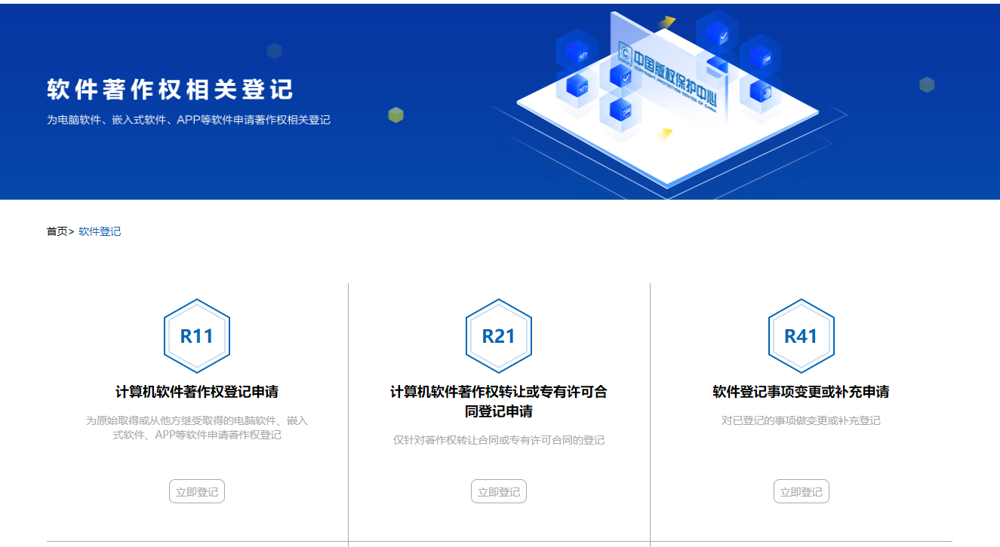 软件著作权相关登记
为电脑软件、嵌入式软件、APP等软件申请著作权相关登记
中国版权保护中心
COPYRIGHT PROTECTION CENTER OF CHINA
首页> 软件登记
R11
计算机软件著作权登记申请
为原始取得或从他方继受取得的电脑软件、嵌入
式软件、APP等软件申请著作权登记
立即登记
R21
计算机软件著作权转让或专有许可合
同登记申请
仅针对著作权转让合同或专有许可合同的登记
立即登记
R41
软件登记事项变更或补充申请
对已登记的事项做变更或补充登记
立即登记